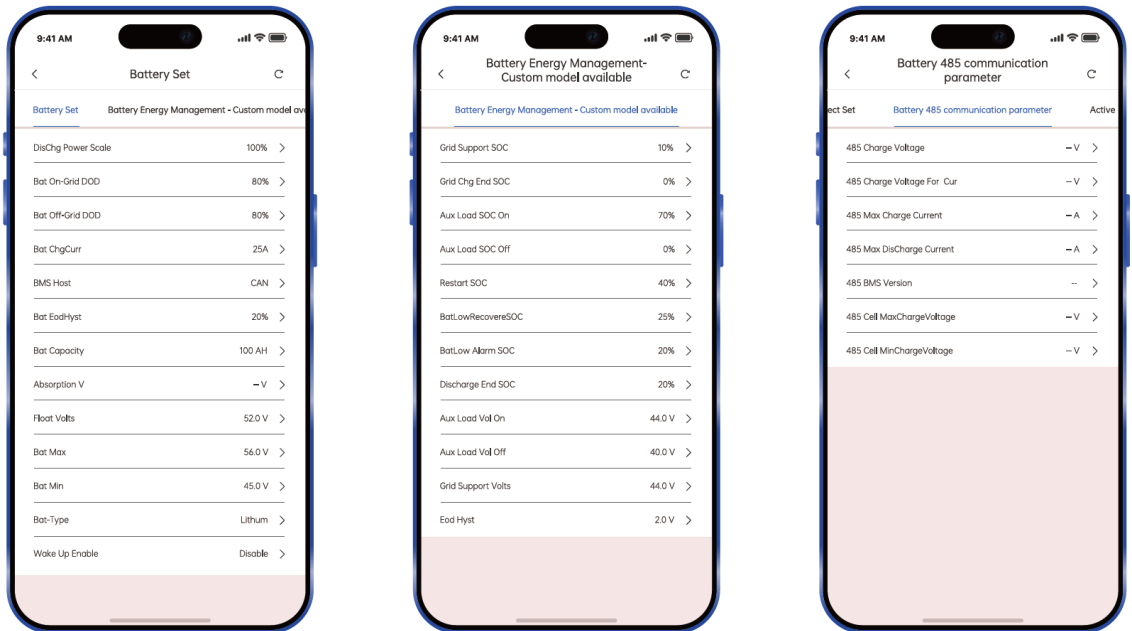 9:41 AM
Battery Set
Battery Set Battery Energy Management - Custom model ava
DisChg Power Scale 100%
Bat On-Grid DOD 80%
Bat Off-Grid DOD 80%
Bat ChgCurr 25A
BMS Host CAN
Bat EodHyst 20%
Bat Capacity 100 AH
Absorption V – V
Float Volts 52.0 V
Bat Max 56.0 V
Bat Min 45.0 V
Bat-Type Lithum
Wake Up Enable Disable
9:41 AM
Battery Energy Management-
Custom model available
Battery Energy Management - Custom model available
Grid Support SOC 10%
Grid Chg End SOC 0%
Aux Load SOC On 70%
Aux Load SOC Off 0%
Restart SOC 40%
BatLowRecovereSOC 25%
BatLow Alarm SOC 20%
Discharge End SOC 20%
Aux Load Vol On 44.0 V
Aux Load Vol Off 40.0 V
Grid Support Volts 44.0 V
Eod Hyst 2.0 V
9:41 AM
Battery 485 communication
parameter
ect Set Battery 485 communication parameter Active
485 Charge Voltage – V
485 Charge Voltage For Cur – V
485 Max Charge Current – A
485 Max DisCharge Current – A
485 BMS Version --
485 Cell MaxChargeVoltage – V
485 Cell MinChargeVoltage – V